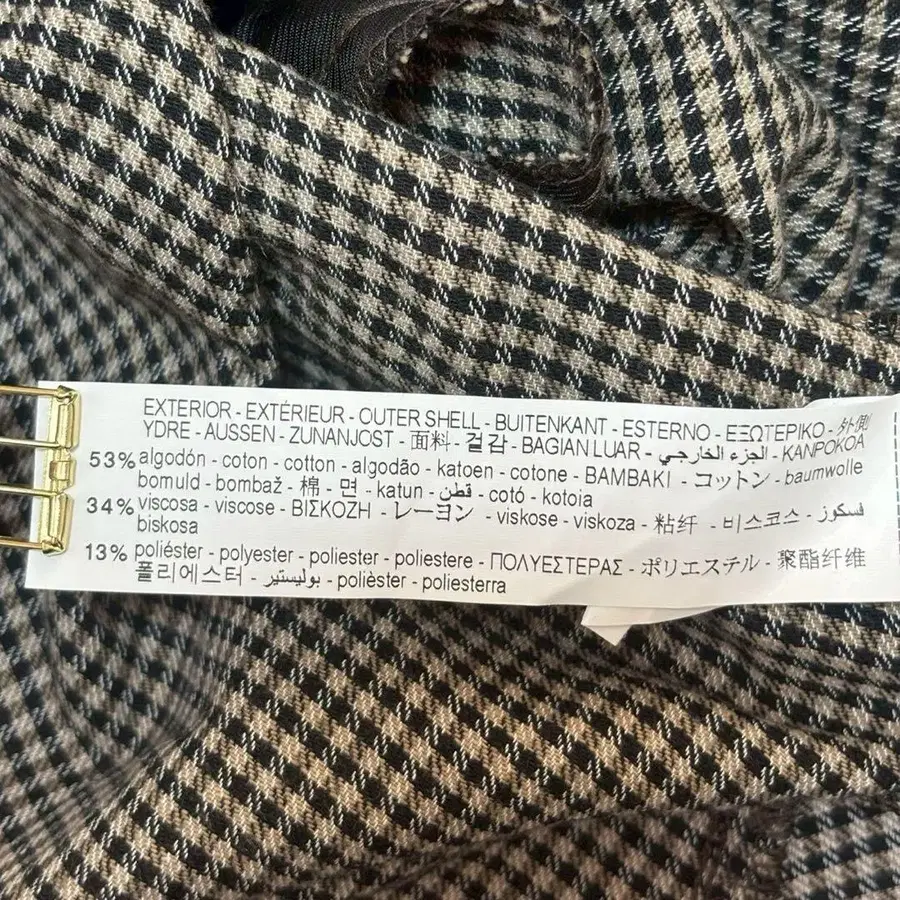 EXTERIOR - EXTÉRIEUR - OUTER SHELL - BUITENKANT - ESTERNO - ΕΞΩΤΕΡΙΚΟ - 外側
YDRE - AUSSEN - ZUNANJOST - 面料 - 겉감 - BAGIAN LUAR - الجزء الخارجي - KANPOKOA
53% algodón - coton - cotton - algodão - katoen - cotone - ΒΑΜΒΑΚΙ - コットン - baumwolle
bomuld - bombaž - 棉 - 면 - katun - قطن - cotó - kotoia
34% viscosa - viscose - ΒΙΣΚΟΖΗ - レーヨン - viskose - viskoza - 粘纤 - 비스코스 - فسكوز
biskosa
13% poliéster - polyester - poliester - poliestere - ΠΟΛΥΕΣΤΕΡΑΣ - ポリエステル - 聚酯纤维
폴리에스터 - بوليستير - polièster - poliesterra